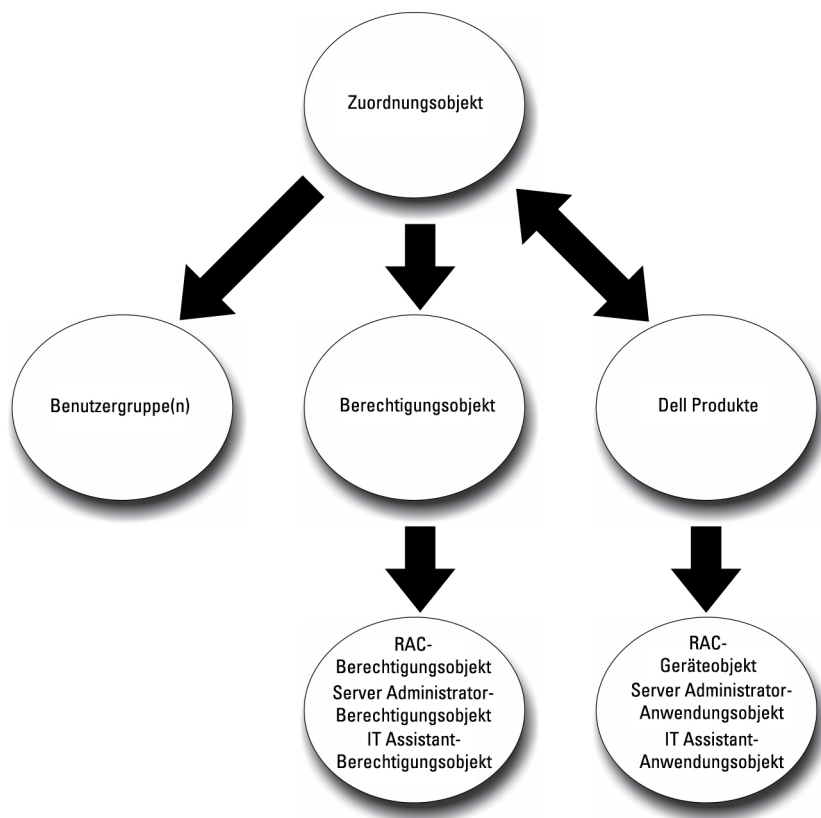 Zuordnungsobjekt
Benutzergruppe(n)
Berechtigungsobjekt
Dell Produkte
RAC-
Berechtigungsobjekt
Server Administrator-
Berechtigungsobjekt
IT Assistant-
Berechtigungsobjekt
RAC-
Geräteobjekt
Server Administrator-
Anwendungsobjekt
IT Assistant-
Anwendungsobjekt